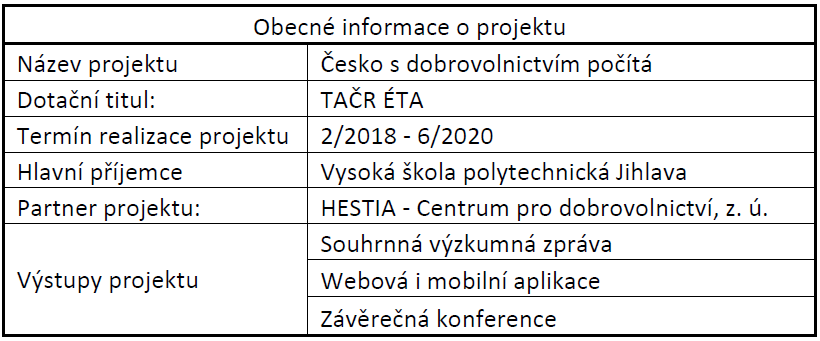 Obecné informace o projektu
Název projektu Česko s dobrovolnictvím počítá
Dotační titul: TAČR ÉTA
Termín realizace projektu 2/2018 - 6/2020
Hlavní příjemce Vysoká škola polytechnická Jihlava
Partner projektu: HESTIA - Centrum pro dobrovolnictví, z. ú.
Výstupy projektu
Souhrnná výzkumná zpráva
Webová i mobilní aplikace
Závěrečná konference